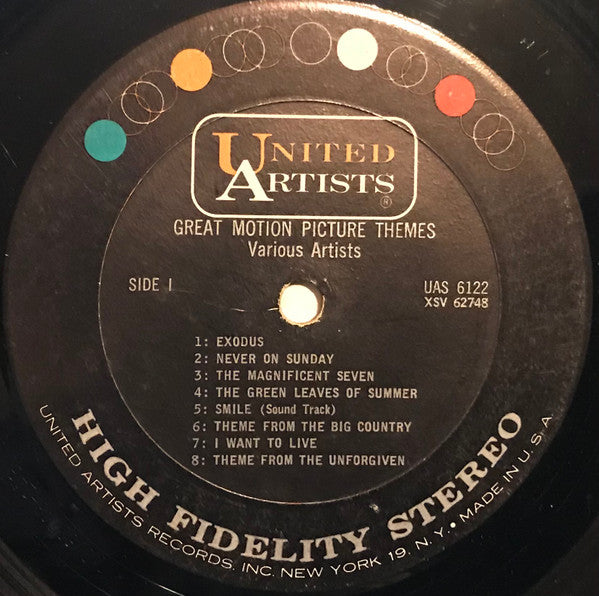 UNITED
ARTISTS
®
GREAT MOTION PICTURE THEMES
Various Artists
SIDE I
UAS 6122
XSV 62748
1: EXODUS
2: NEVER ON SUNDAY
3: THE MAGNIFICENT SEVEN
4: THE GREEN LEAVES OF SUMMER
5: SMILE (Sound Track)
6: THEME FROM THE BIG COUNTRY
7: I WANT TO LIVE
8: THEME FROM THE UNFORGIVEN
HIGH FIDELITY STEREO
UNITED ARTISTS RECORDS, INC. NEW YORK 19, N. Y. • MADE IN U. S. A.